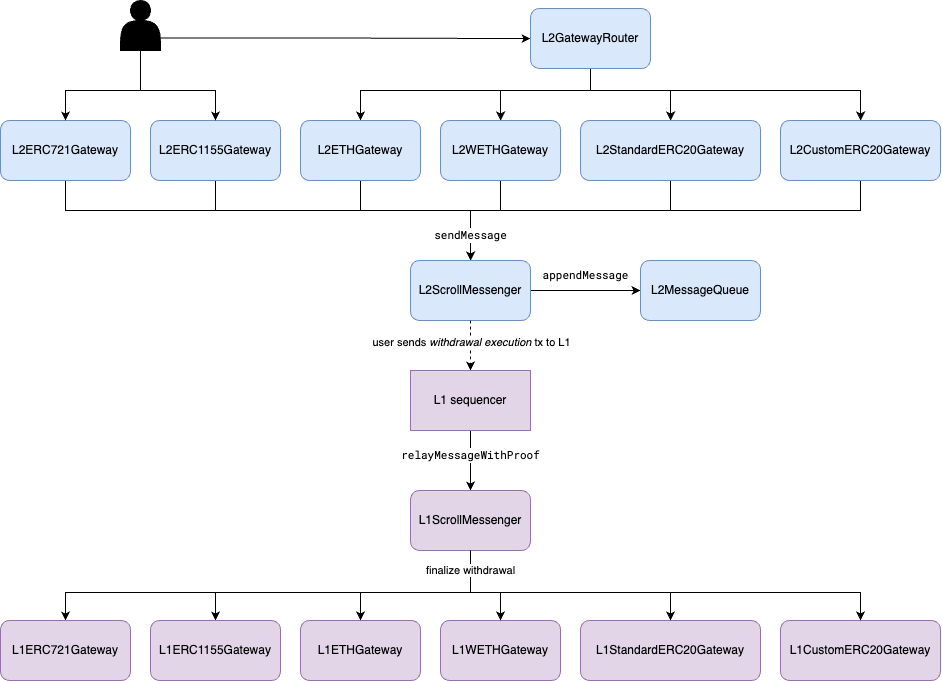 L2GatewayRouter
L2ERC721Gateway
L2ERC1155Gateway
L2ETHGateway
L2WETHGateway
L2StandardERC20Gateway
L2CustomERC20Gateway
sendMessage
L2ScrollMessenger
appendMessage
L2MessageQueue
user sends withdrawal execution tx to L1
L1 sequencer
relayMessageWithProof
L1ScrollMessenger
finalize withdrawal
L1ERC721Gateway
L1ERC1155Gateway
L1ETHGateway
L1WETHGateway
L1StandardERC20Gateway
L1CustomERC20Gateway